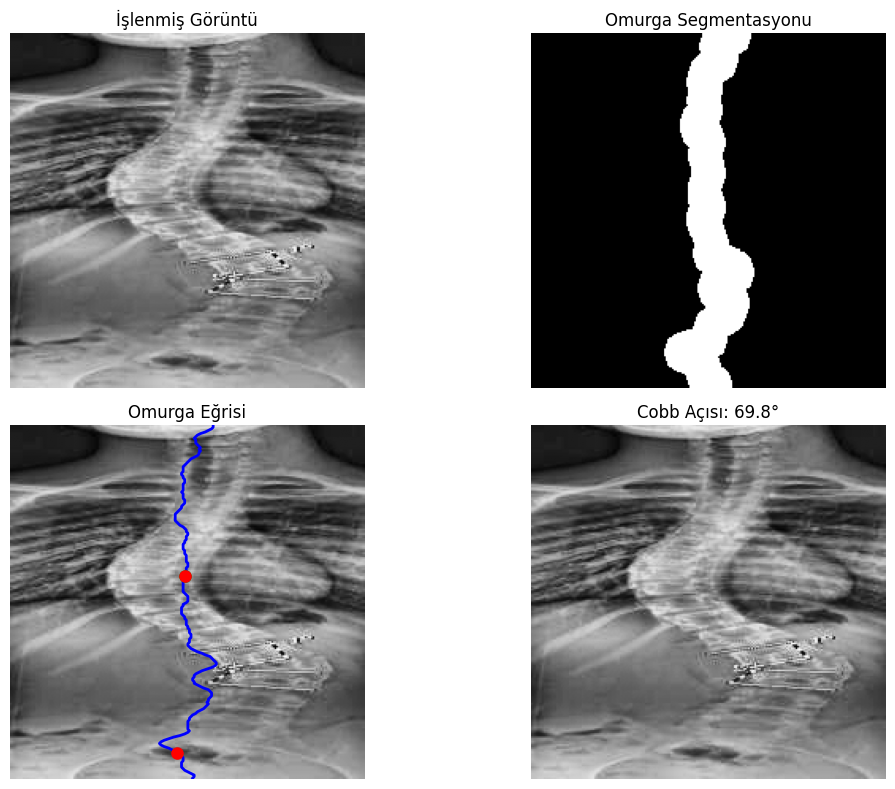 İşlenmiş Görüntü
Omurga Segmentasyonu
Omurga Eğrisi
Cobb Açısı: 69.8°